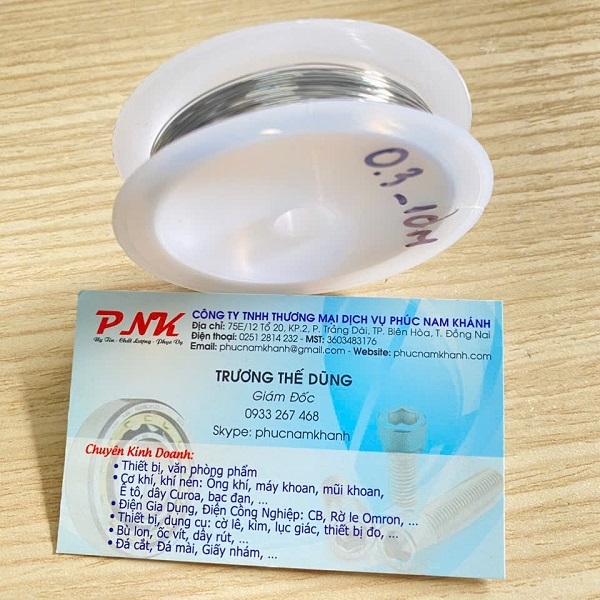 0.3-10M
PNK
Uy Tín - Chất Lượng - Phục Vụ
CÔNG TY TNHH THƯƠNG MẠI DỊCH VỤ PHÚC NAM KHÁNH
Địa chỉ: 75E/12 Tổ 20, KP.2, P. Trảng Dài, TP. Biên Hòa, T. Đồng Nai
Điện thoại: 0251 2814 232 - MST: 3603483176
Email: phucnamkhanh@gmail.com - Website: phucnamkhanh.com
TRƯƠNG THẾ DŨNG
Giám Đốc
0933 267 468
Skype: phucnamkhanh
Chuyên Kinh Doanh:
• Thiết bị, văn phòng phẩm
• Cơ khí, khí nén: Ống khí, máy khoan, mũi khoan,
Ê tô, dây Curoa, bạc đạn, ...
• Điện Gia Dụng, Điện Công Nghiệp: CB, Rờ le Omron, ...
• Thiết bị, dụng cụ: cờ lê, kìm, lục giác, thiết bị đo, ...
• Bù lon, ốc vít, dây rút, ...
• Đá cắt, Đá mài, Giấy nhám, ...